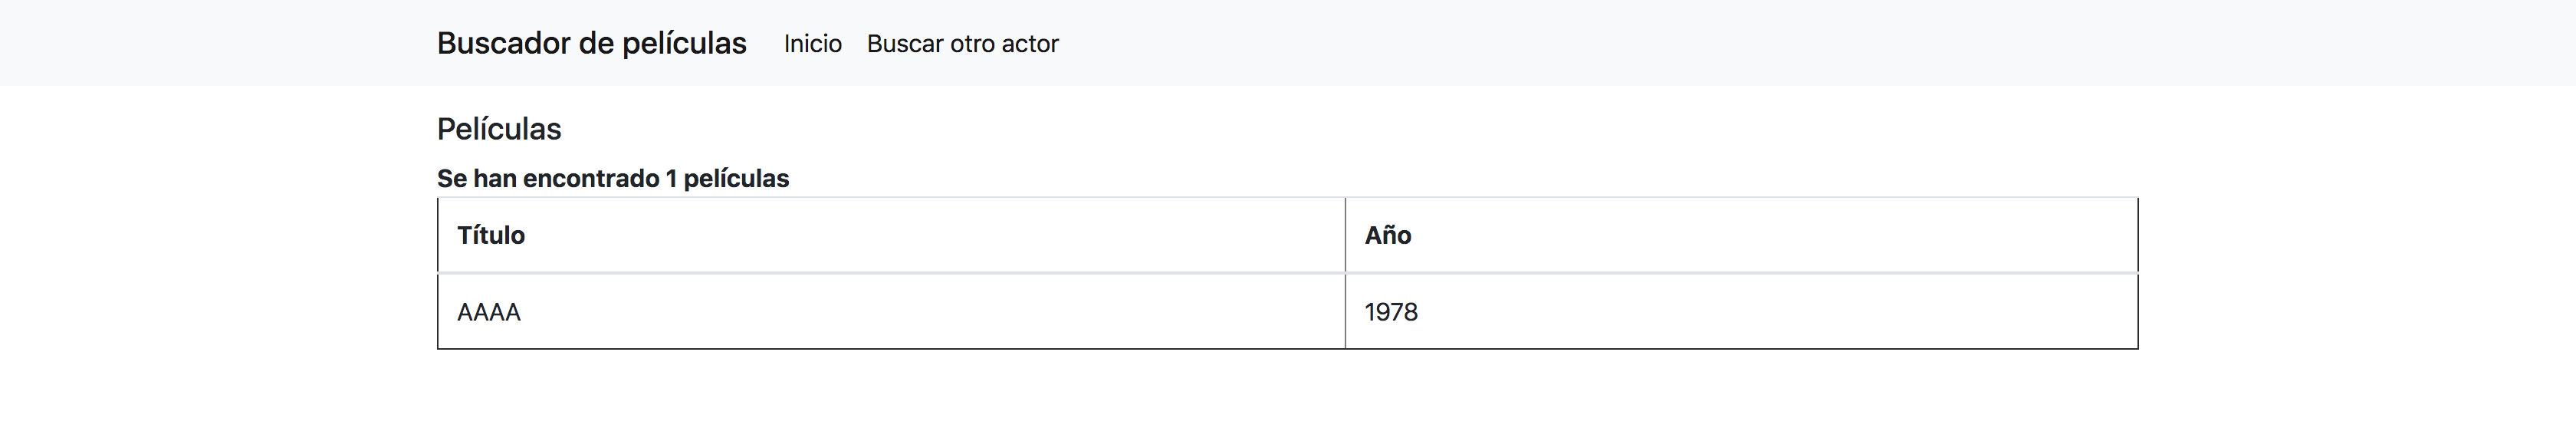 Buscador de películas Inicio Buscar otro actor
Películas
Se han encontrado 1 películas
Título Año
AAAA 1978